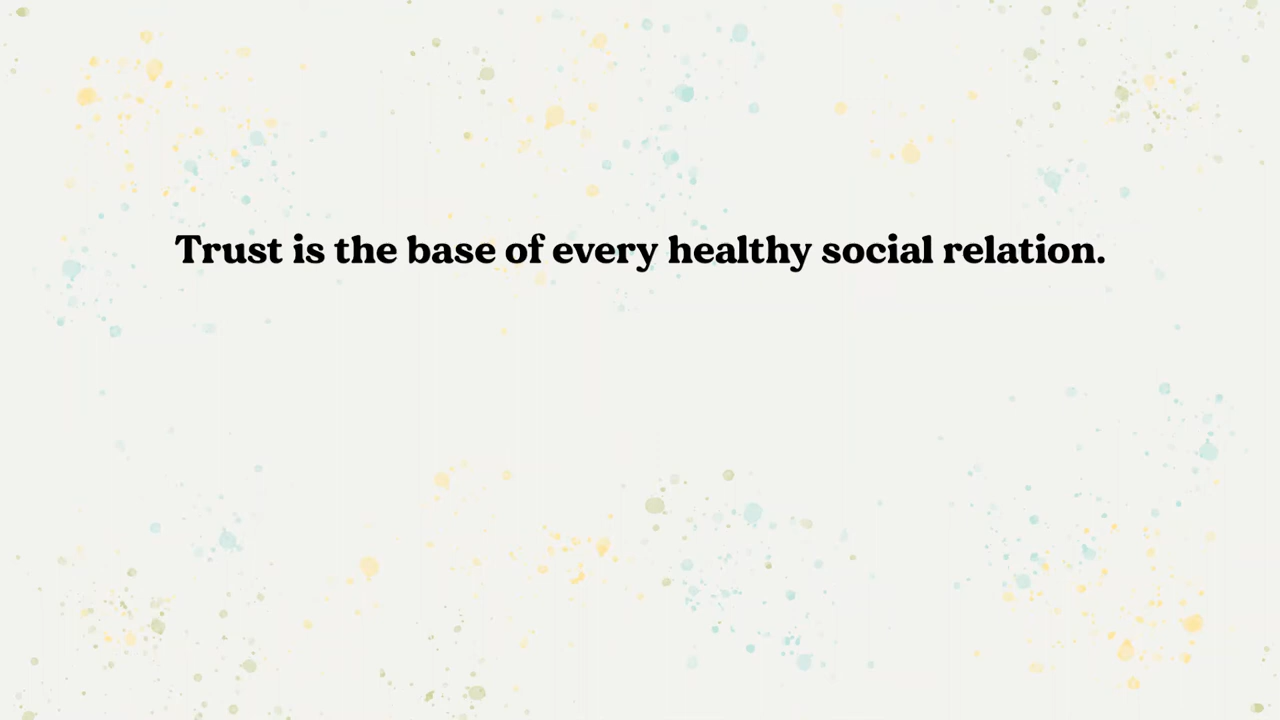 Trust is the base of every healthy social relation.